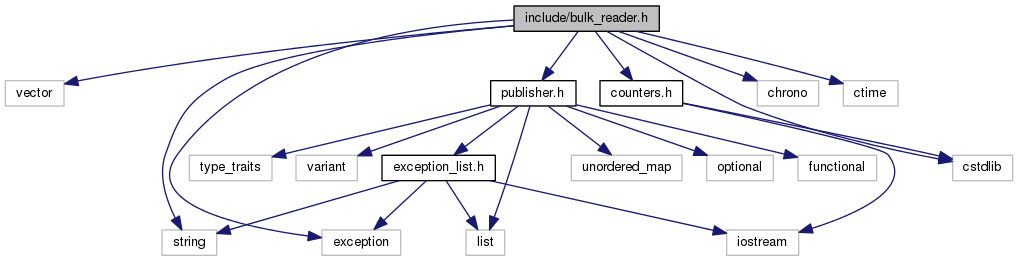 include/bulk_reader.h
vector
publisher.h
counters.h
chrono
ctime
type_traits
variant
exception_list.h
unordered_map
optional
functional
cstdlib
string
exception
list
iostream